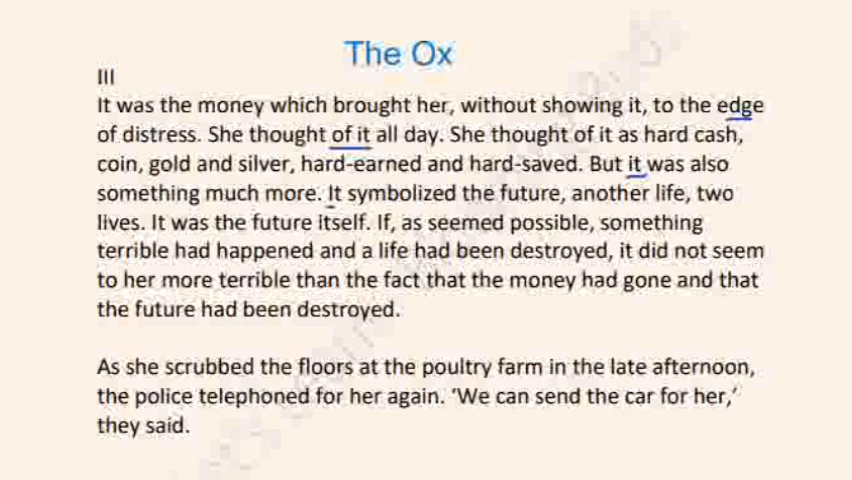 The Ox
III
It was the money which brought her, without showing it, to the edge
of distress. She thought of it all day. She thought of it as hard cash,
coin, gold and silver, hard-earned and hard-saved. But it was also
something much more. It symbolized the future, another life, two
lives. It was the future itself. If, as seemed possible, something
terrible had happened and a life had been destroyed, it did not seem
to her more terrible than the fact that the money had gone and that
the future had been destroyed.
As she scrubbed the floors at the poultry farm in the late afternoon,
the police telephoned for her again. ‘We can send the car for her,’
they said.